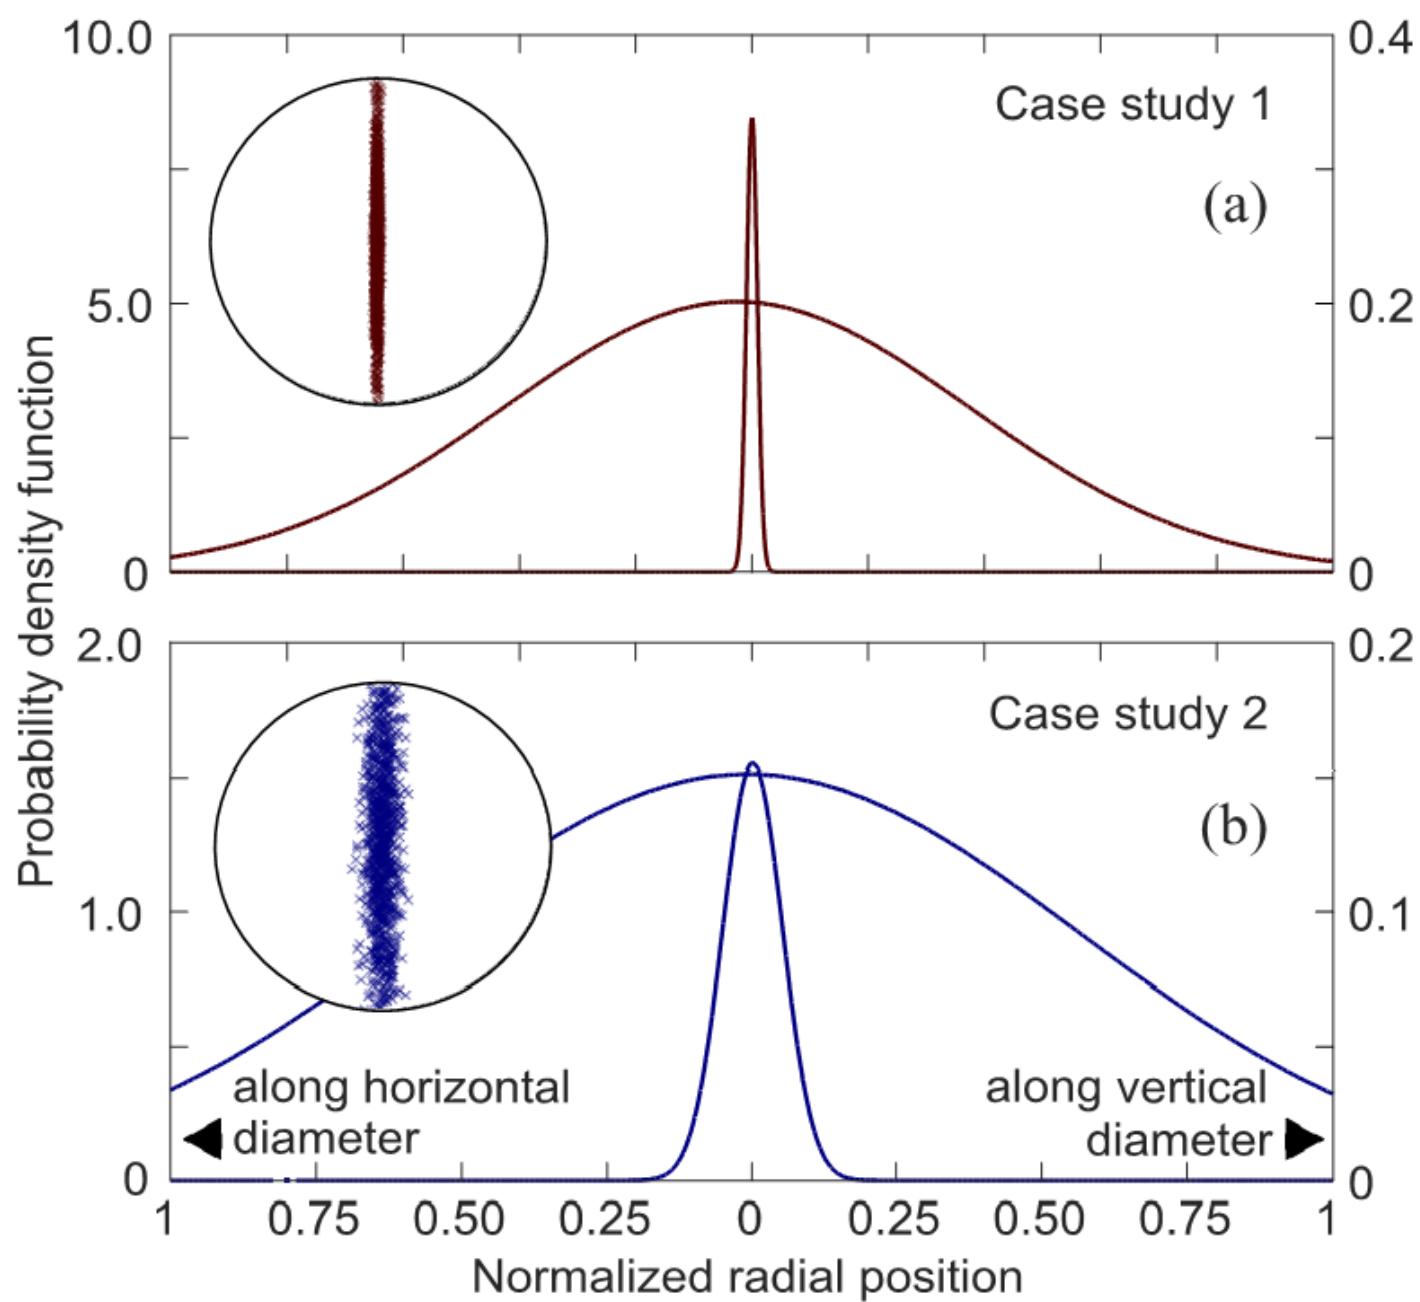 10.0
0.4
Case study 1
(a)
5.0
0.2
0
0
Probability density function
2.0
0.2
Case study 2
(b)
1.0
0.1
along horizontal
diameter
along vertical
diameter
0
0
1 0.75 0.50 0.25 0 0.25 0.50 0.75 1
Normalized radial position